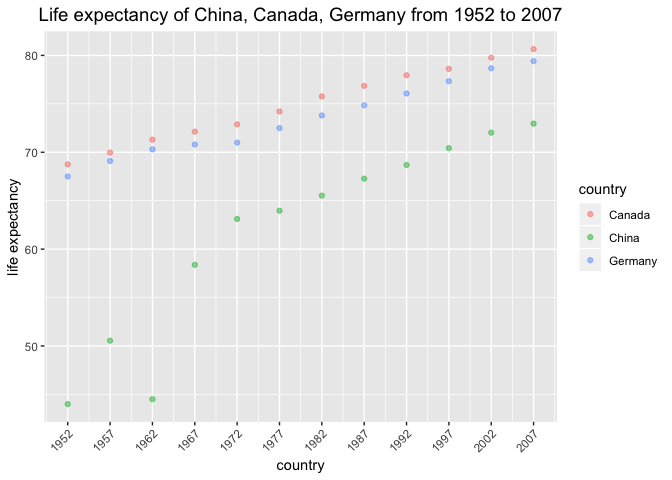 Life expectancy of China, Canada, Germany from 1952 to 2007
80
70
60
50
life expectancy
1952 1957 1962 1967 1972 1977 1982 1987 1992 1997 2002 2007
country
country
Canada
China
Germany